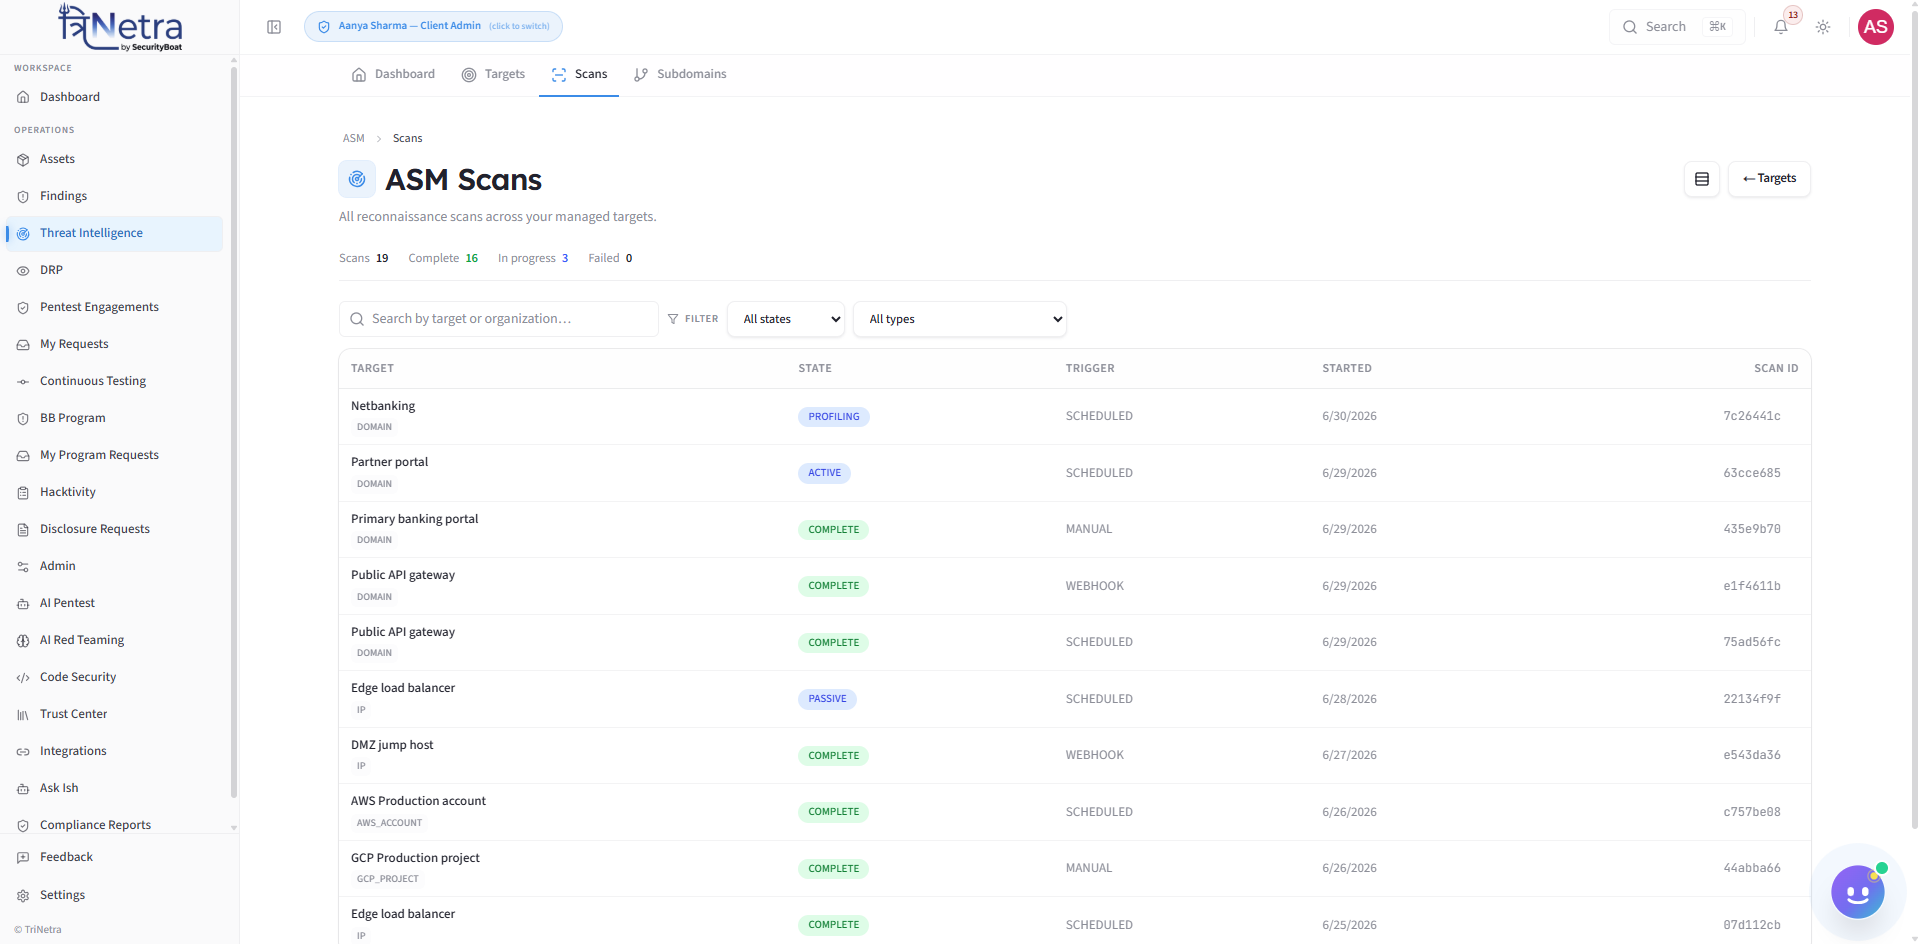 त्रिNetra
by SecurityBoat
WORKSPACE
Dashboard
OPERATIONS
Assets
Findings
Threat Intelligence
DRP
Pentest Engagements
My Requests
Continuous Testing
BB Program
My Program Requests
Hacktivity
Disclosure Requests
Admin
AI Pentest
AI Red Teaming
Code Security
Trust Center
Integrations
Ask Ish
Compliance Reports
Feedback
Settings
© TriNetra
Aanya Sharma — Client Admin (click to switch)
Search ⌘K
13
AS
Dashboard Targets Scans Subdomains
ASM > Scans
ASM Scans
← Targets
All reconnaissance scans across your managed targets.
Scans 19 Complete 16 In progress 3 Failed 0
Search by target or organization… FILTER All states All types
TARGET STATE TRIGGER STARTED SCAN ID
Netbanking
DOMAIN
PROFILING SCHEDULED 6/30/2026 7c26441c
Partner portal
DOMAIN
ACTIVE SCHEDULED 6/29/2026 63cce685
Primary banking portal
DOMAIN
COMPLETE MANUAL 6/29/2026 435e9b70
Public API gateway
DOMAIN
COMPLETE WEBHOOK 6/29/2026 e1f4611b
Public API gateway
DOMAIN
COMPLETE SCHEDULED 6/29/2026 75ad56fc
Edge load balancer
IP
PASSIVE SCHEDULED 6/28/2026 22134f9f
DMZ jump host
IP
COMPLETE WEBHOOK 6/27/2026 e543da36
AWS Production account
AWS_ACCOUNT
COMPLETE SCHEDULED 6/26/2026 c757be08
GCP Production project
GCP_PROJECT
COMPLETE MANUAL 6/26/2026 44abba66
Edge load balancer
IP
COMPLETE SCHEDULED 6/25/2026 07d112cb